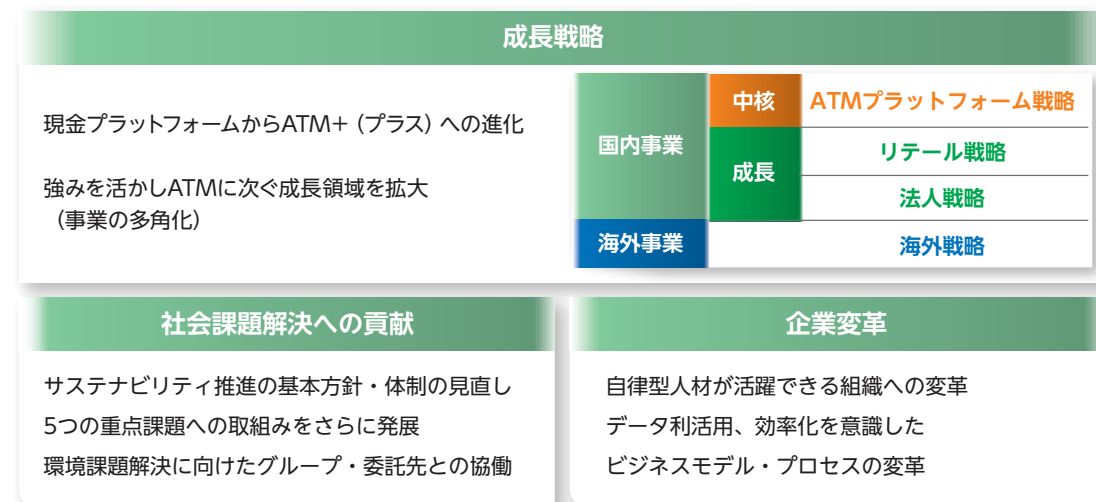 成長戦略
現金プラットフォームからATM+（プラス）への進化
強みを活かしATMに次ぐ成長領域を拡大
（事業の多角化）
国内事業
中核
ATMプラットフォーム戦略
成長
リテール戦略
法人戦略
海外事業
海外戦略
社会課題解決への貢献
サステナビリティ推進の基本方針・体制の見直し
5つの重点課題への取組みをさらに発展
環境課題解決に向けたグループ・委託先との協働
企業変革
自律型人材が活躍できる組織への変革
データ利活用、効率化を意識した
ビジネスモデル・プロセスの変革